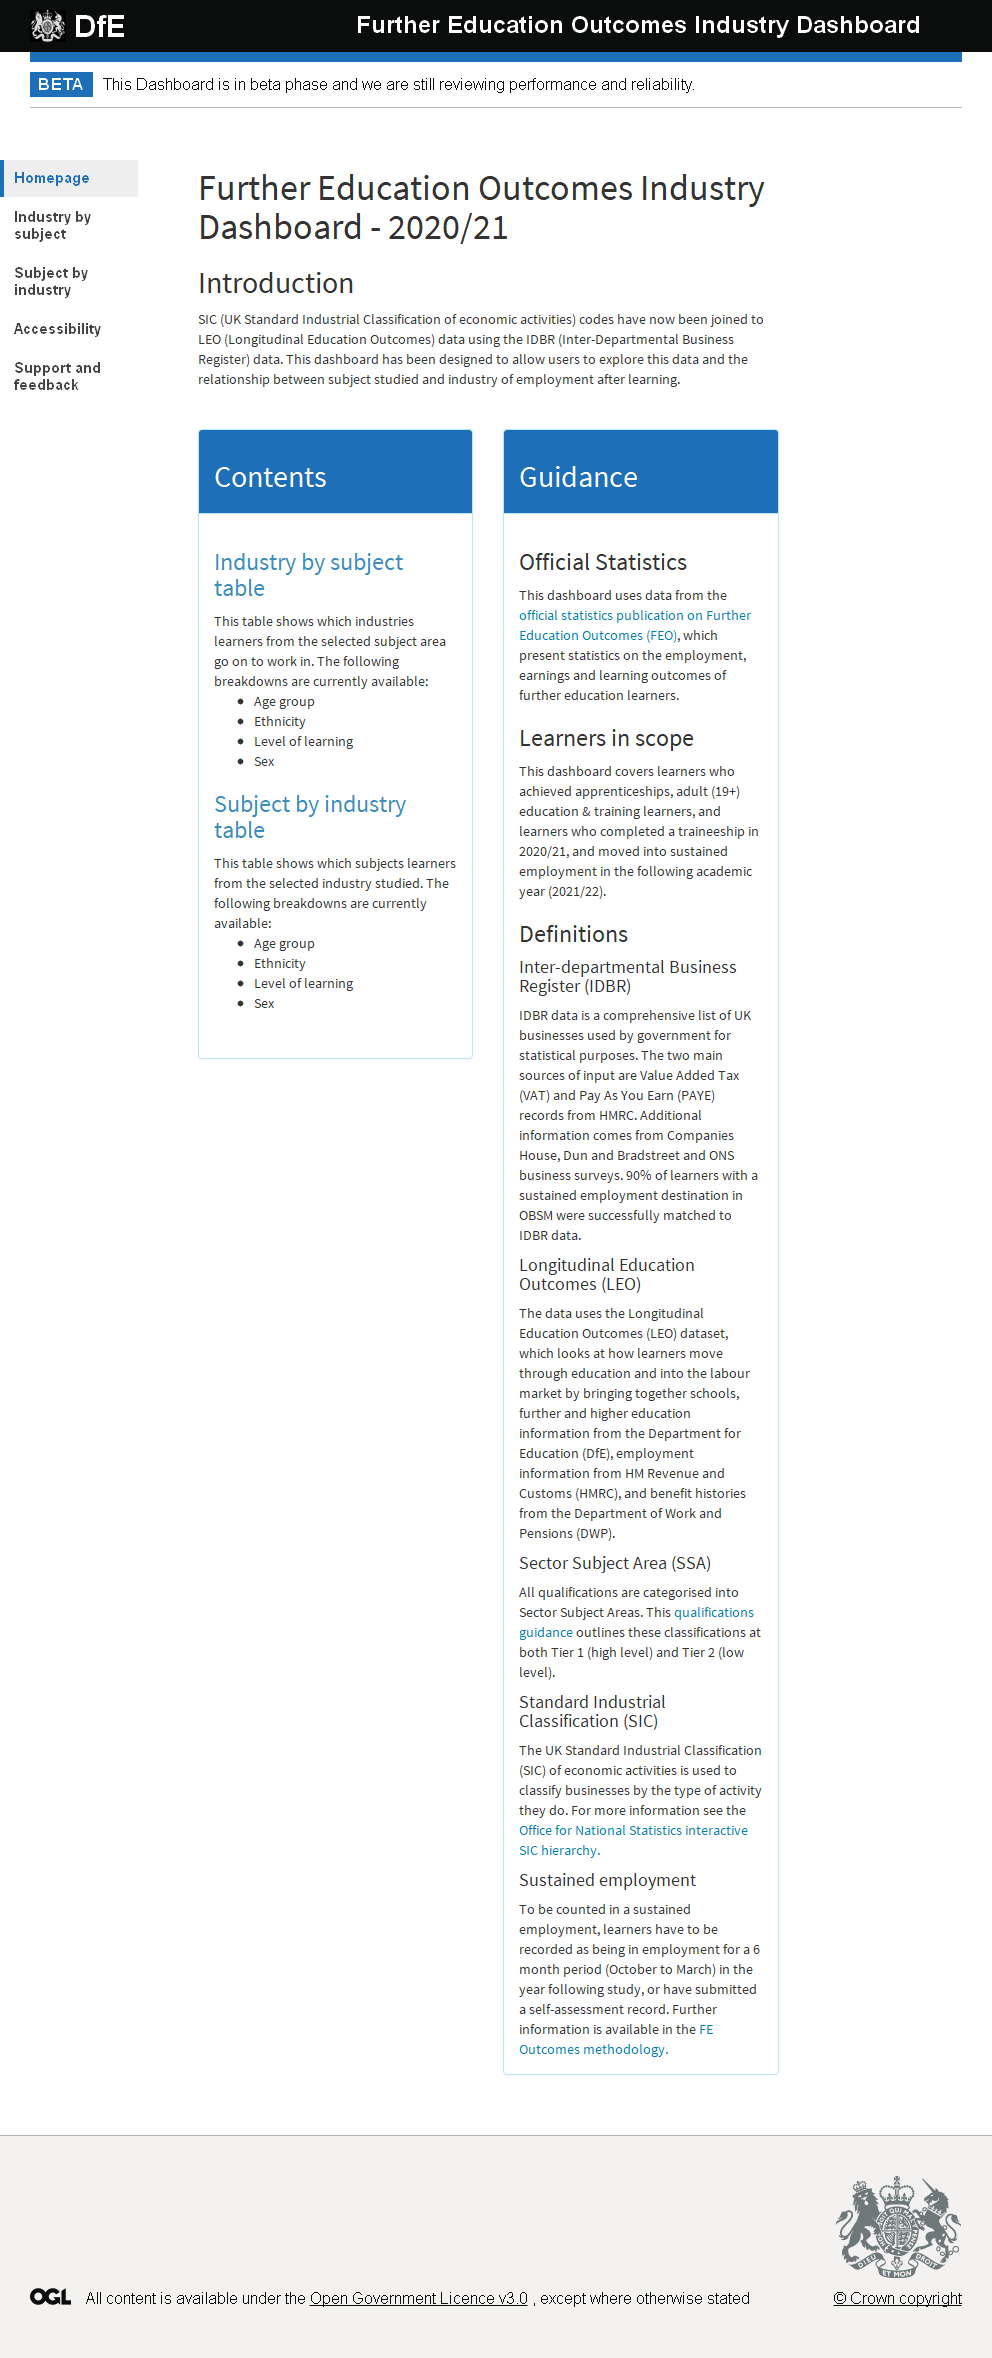 DfE
Further Education Outcomes Industry Dashboard
BETA
This Dashboard is in beta phase and we are still reviewing performance and reliability.
Homepage
Industry by
subject
Subject by
industry
Accessibility
Support and
feedback
Further Education Outcomes Industry
Dashboard - 2020/21
Introduction
SIC (UK Standard Industrial Classification of economic activities) codes have now been joined to
LEO (Longitudinal Education Outcomes) data using the IDBR (Inter-Departmental Business
Register) data. This dashboard has been designed to allow users to explore this data and the
relationship between subject studied and industry of employment after learning.
Contents
Industry by subject
table
This table shows which industries
learners from the selected subject area
go on to work in. The following
breakdowns are currently available:
• Age group
• Ethnicity
• Level of learning
• Sex
Subject by industry
table
This table shows which subjects learners
from the selected industry studied. The
following breakdowns are currently
available:
• Age group
• Ethnicity
• Level of learning
• Sex
Guidance
Official Statistics
This dashboard uses data from the
official statistics publication on Further
Education Outcomes (FEO), which
present statistics on the employment,
earnings and learning outcomes of
further education learners.
Learners in scope
This dashboard covers learners who
achieved apprenticeships, adult (19+)
education & training learners, and
learners who completed a traineeship in
2020/21, and moved into sustained
employment in the following academic
year (2021/22).
Definitions
Inter-departmental Business
Register (IDBR)
IDBR data is a comprehensive list of UK
businesses used by government for
statistical purposes. The two main
sources of input are Value Added Tax
(VAT) and Pay As You Earn (PAYE)
records from HMRC. Additional
information comes from Companies
House, Dun and Bradstreet and ONS
business surveys. 90% of learners with a
sustained employment destination in
OBSM were successfully matched to
IDBR data.
Longitudinal Education
Outcomes (LEO)
The data uses the Longitudinal
Education Outcomes (LEO) dataset,
which looks at how learners move
through education and into the labour
market by bringing together schools,
further and higher education
information from the Department for
Education (DfE), employment
information from HM Revenue and
Customs (HMRC), and benefit histories
from the Department of Work and
Pensions (DWP).
Sector Subject Area (SSA)
All qualifications are categorised into
Sector Subject Areas. This qualifications
guidance outlines these classifications at
both Tier 1 (high level) and Tier 2 (low
level).
Standard Industrial
Classification (SIC)
The UK Standard Industrial Classification
(SIC) of economic activities is used to
classify businesses by the type of activity
they do. For more information see the
Office for National Statistics interactive
SIC hierarchy.
Sustained employment
To be counted in a sustained
employment, learners have to be
recorded as being in employment for a 6
month period (October to March) in the
year following study, or have submitted
a self-assessment record. Further
information is available in the FE
Outcomes methodology.
DIEU ET MON DROIT
OGL
All content is available under the Open Government Licence v3.0 , except where otherwise stated
© Crown copyright